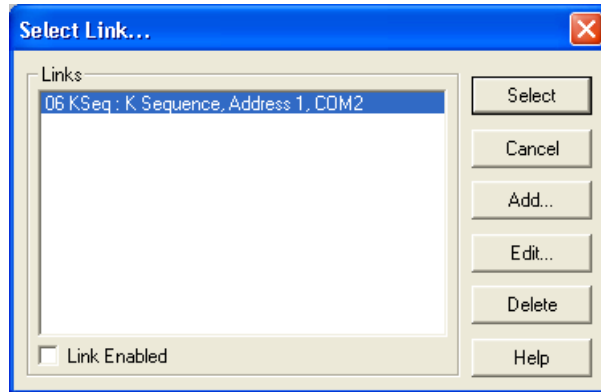 Select Link...
Links
06 KSeq : K Sequence, Address 1, COM2
Select
Cancel
Add...
Edit...
Delete
Link Enabled
Help